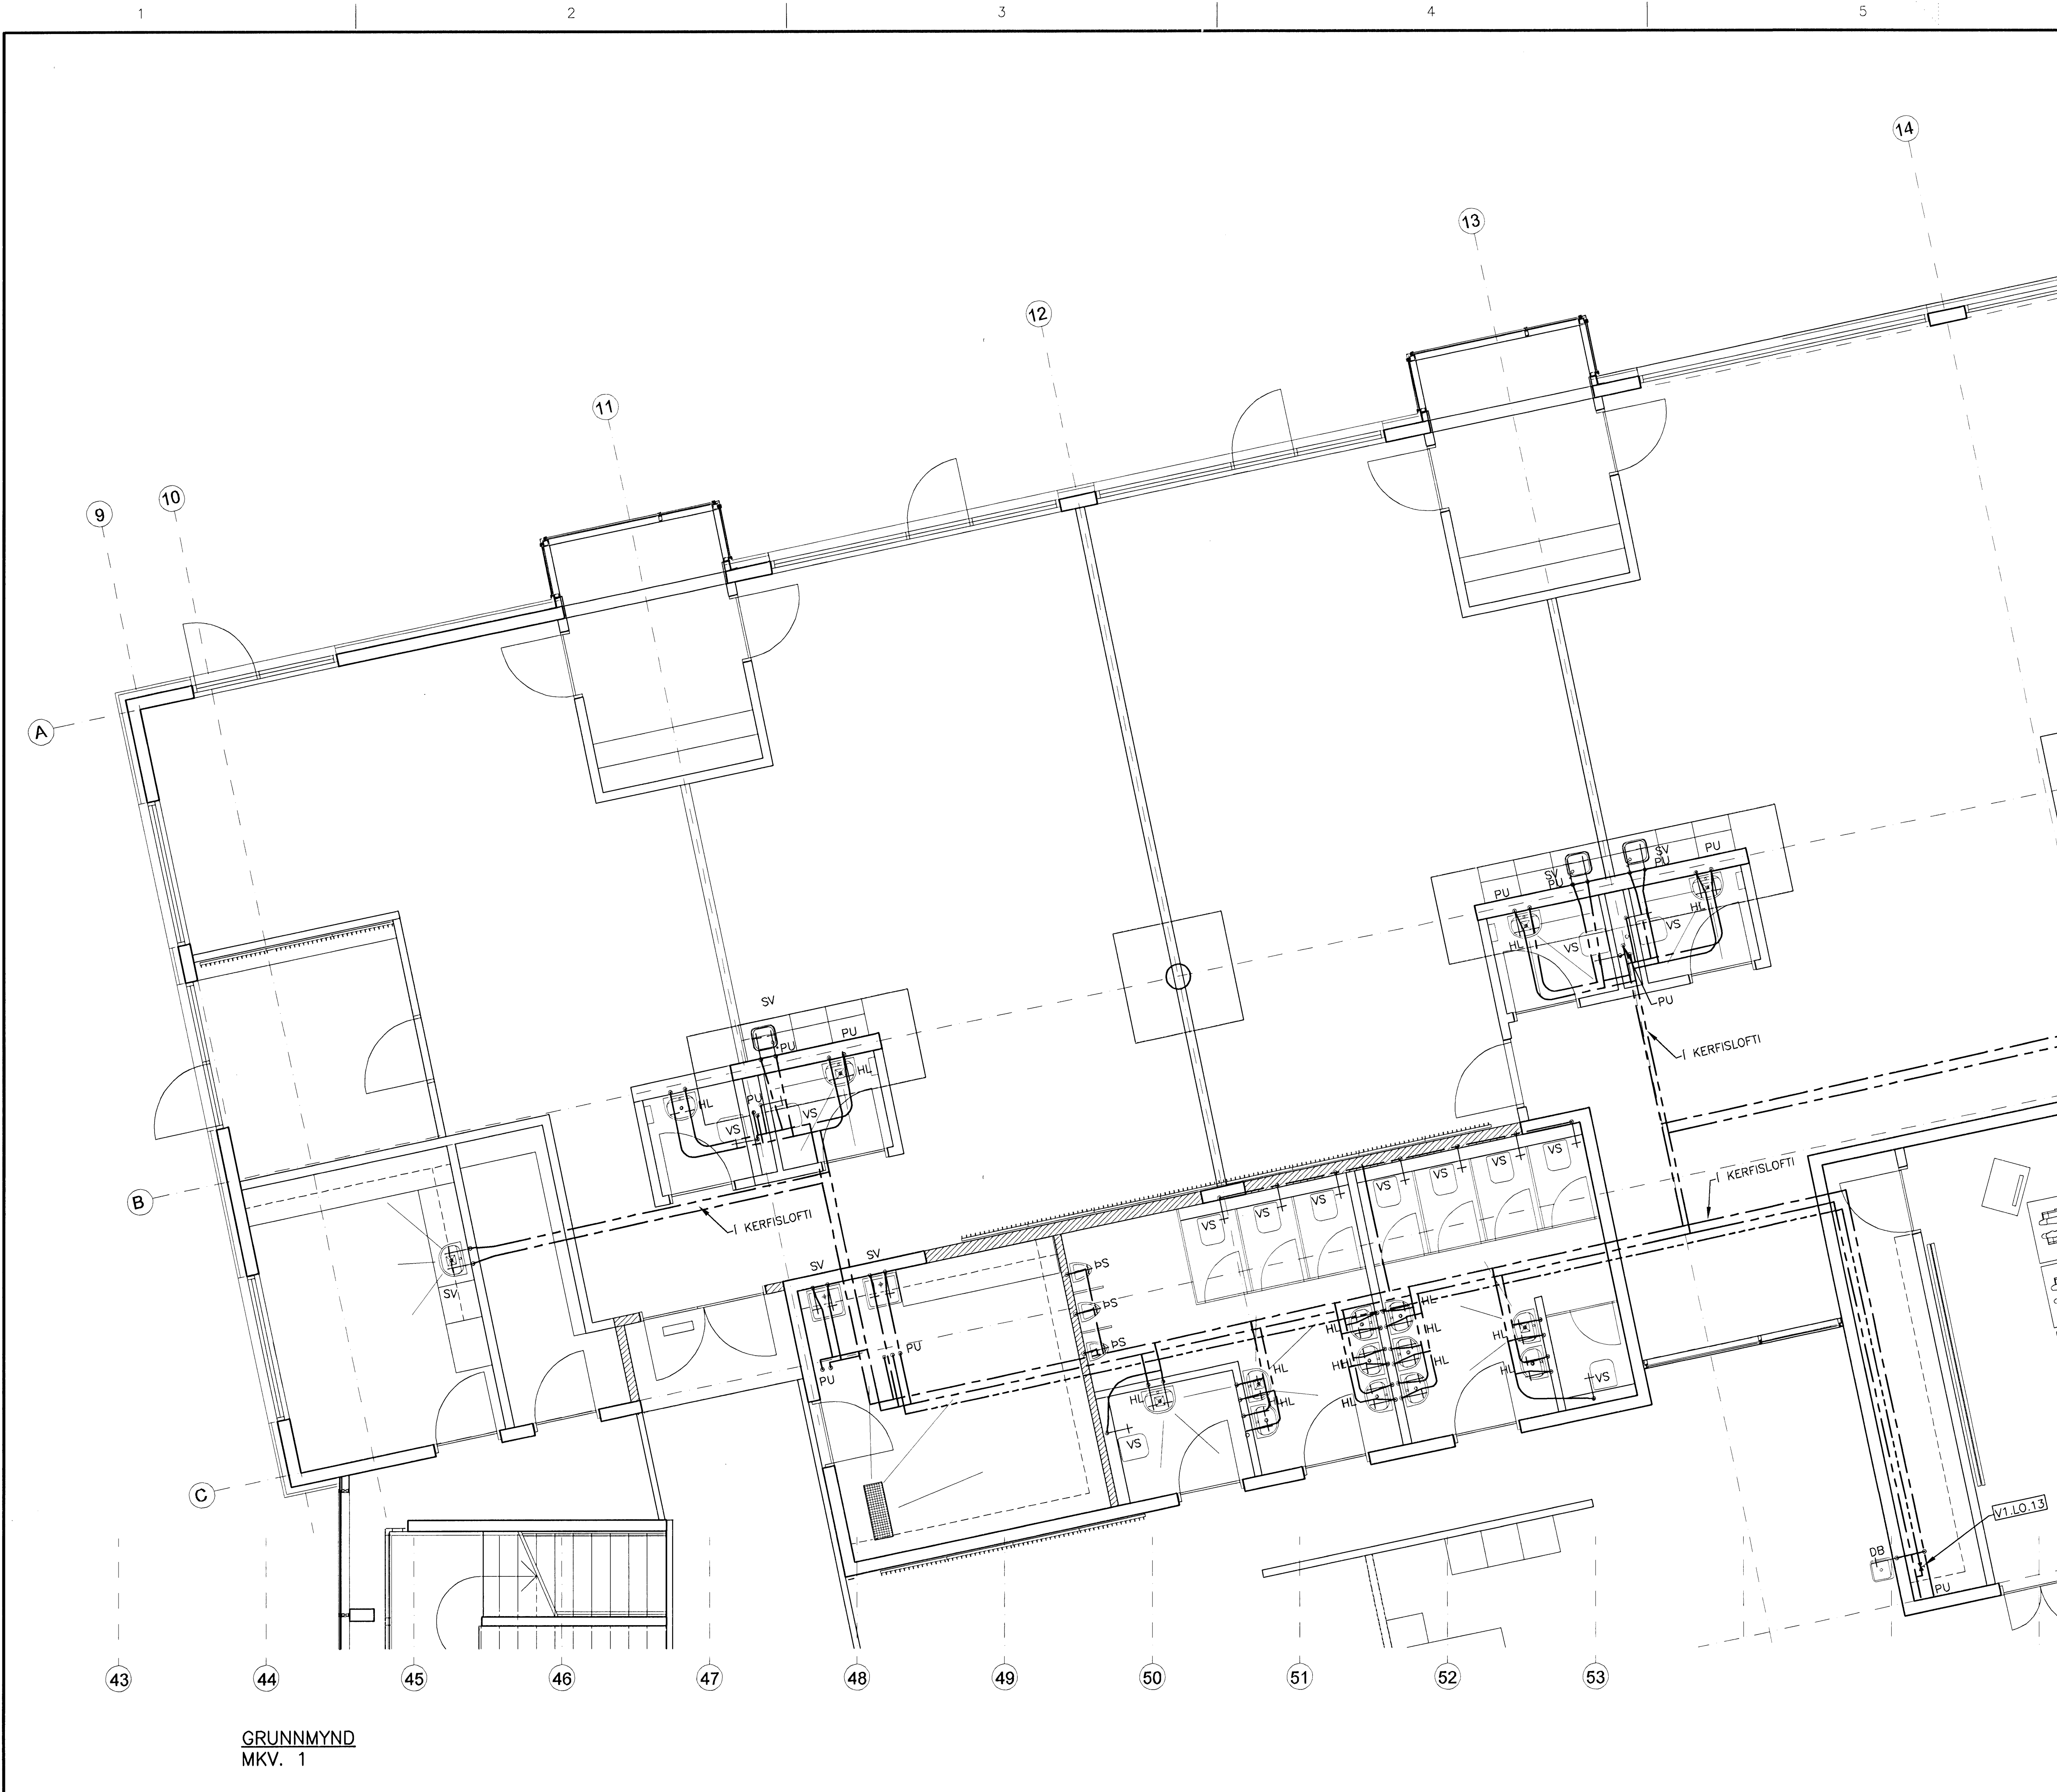 1 2 3 4 5
14
13
12
11
10
9
A
SV
PU
PU
SV
PU
PU
HL
HL
VS
VS
PU
SV
PU
PU
HL
HL
PU
VS
VS
Í KERFISLOFTI
B
VS
VS
VS
VS
VS
VS
VS
Í KERFISLOFTI
Í KERFISLOFTI
SV
SV
SV
ÞS
ÞS
ÞS
PU
PU
HL
HL
HL
HL
HL
HL
HL
HL
HL
HL
HL
VS
VS
C
V1.LO.13
DB
PU
43 44 45 46 47 48 49 50 51 52 53
GRUNNMYND
MKV. 1